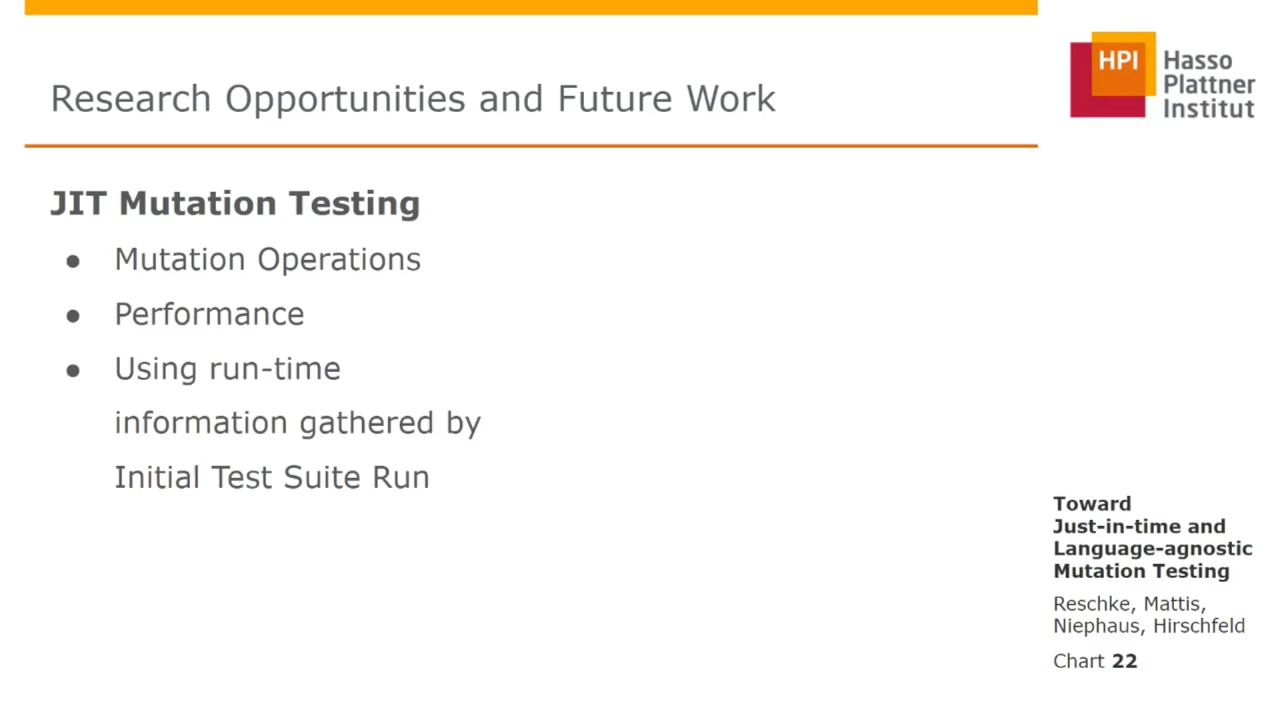 Research Opportunities and Future Work
HPI Hasso
Plattner
Institut
JIT Mutation Testing
● Mutation Operations
● Performance
● Using run-time
information gathered by
Initial Test Suite Run
Toward
Just-in-time and
Language-agnostic
Mutation Testing
Reschke, Mattis,
Niephaus, Hirschfeld
Chart 22